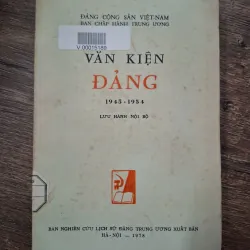 ĐẢNG CỘNG SẢN VIỆT-NAM
BAN CHẤP HÀNH TRUNG ƯƠNG
V 00015189
VĂN KIỆN
ĐẢNG
1945-1954
LƯU HÀNH NỘI BỘ
BAN NGHIÊN CỨU LỊCH SỬ ĐẢNG TRUNG ƯƠNG XUẤT BẢN
HÀ-NỘI — 1978